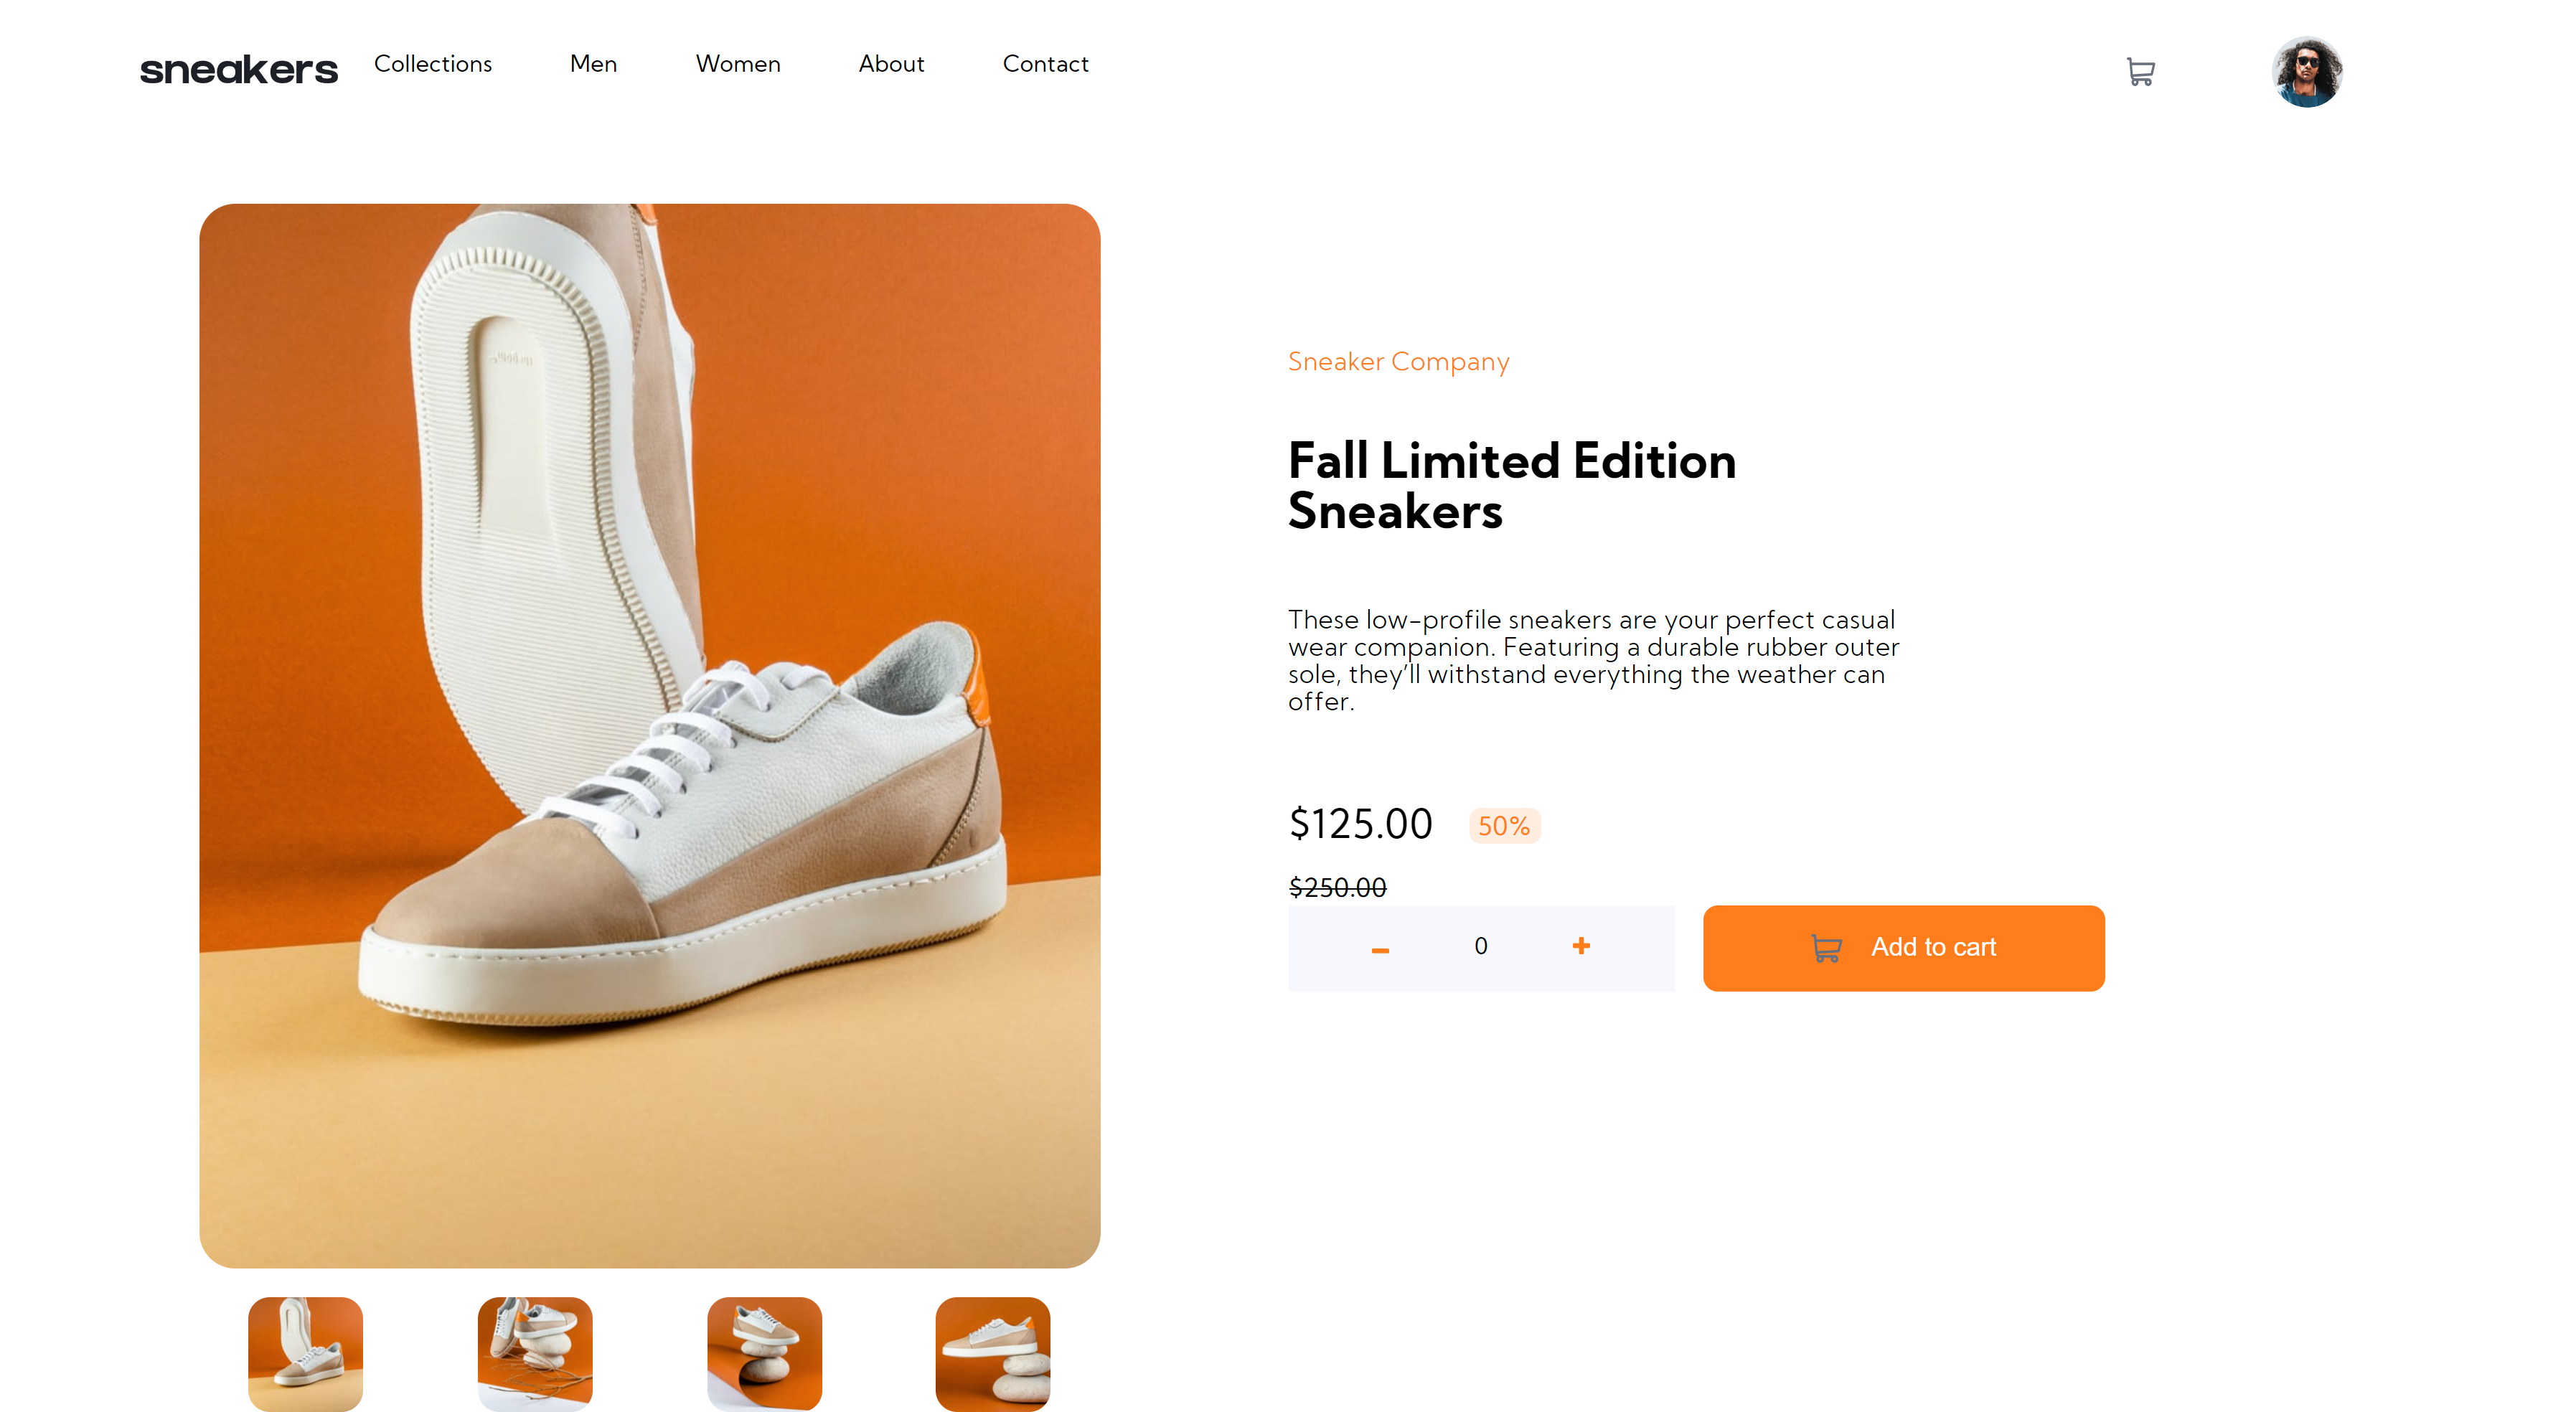 sneakers Collections Men Women About Contact
Sneaker Company
Fall Limited Edition
Sneakers
These low-profile sneakers are your perfect casual
wear companion. Featuring a durable rubber outer
sole, they’ll withstand everything the weather can
offer.
$125.00 50%
$250.00
– 0 + Add to cart